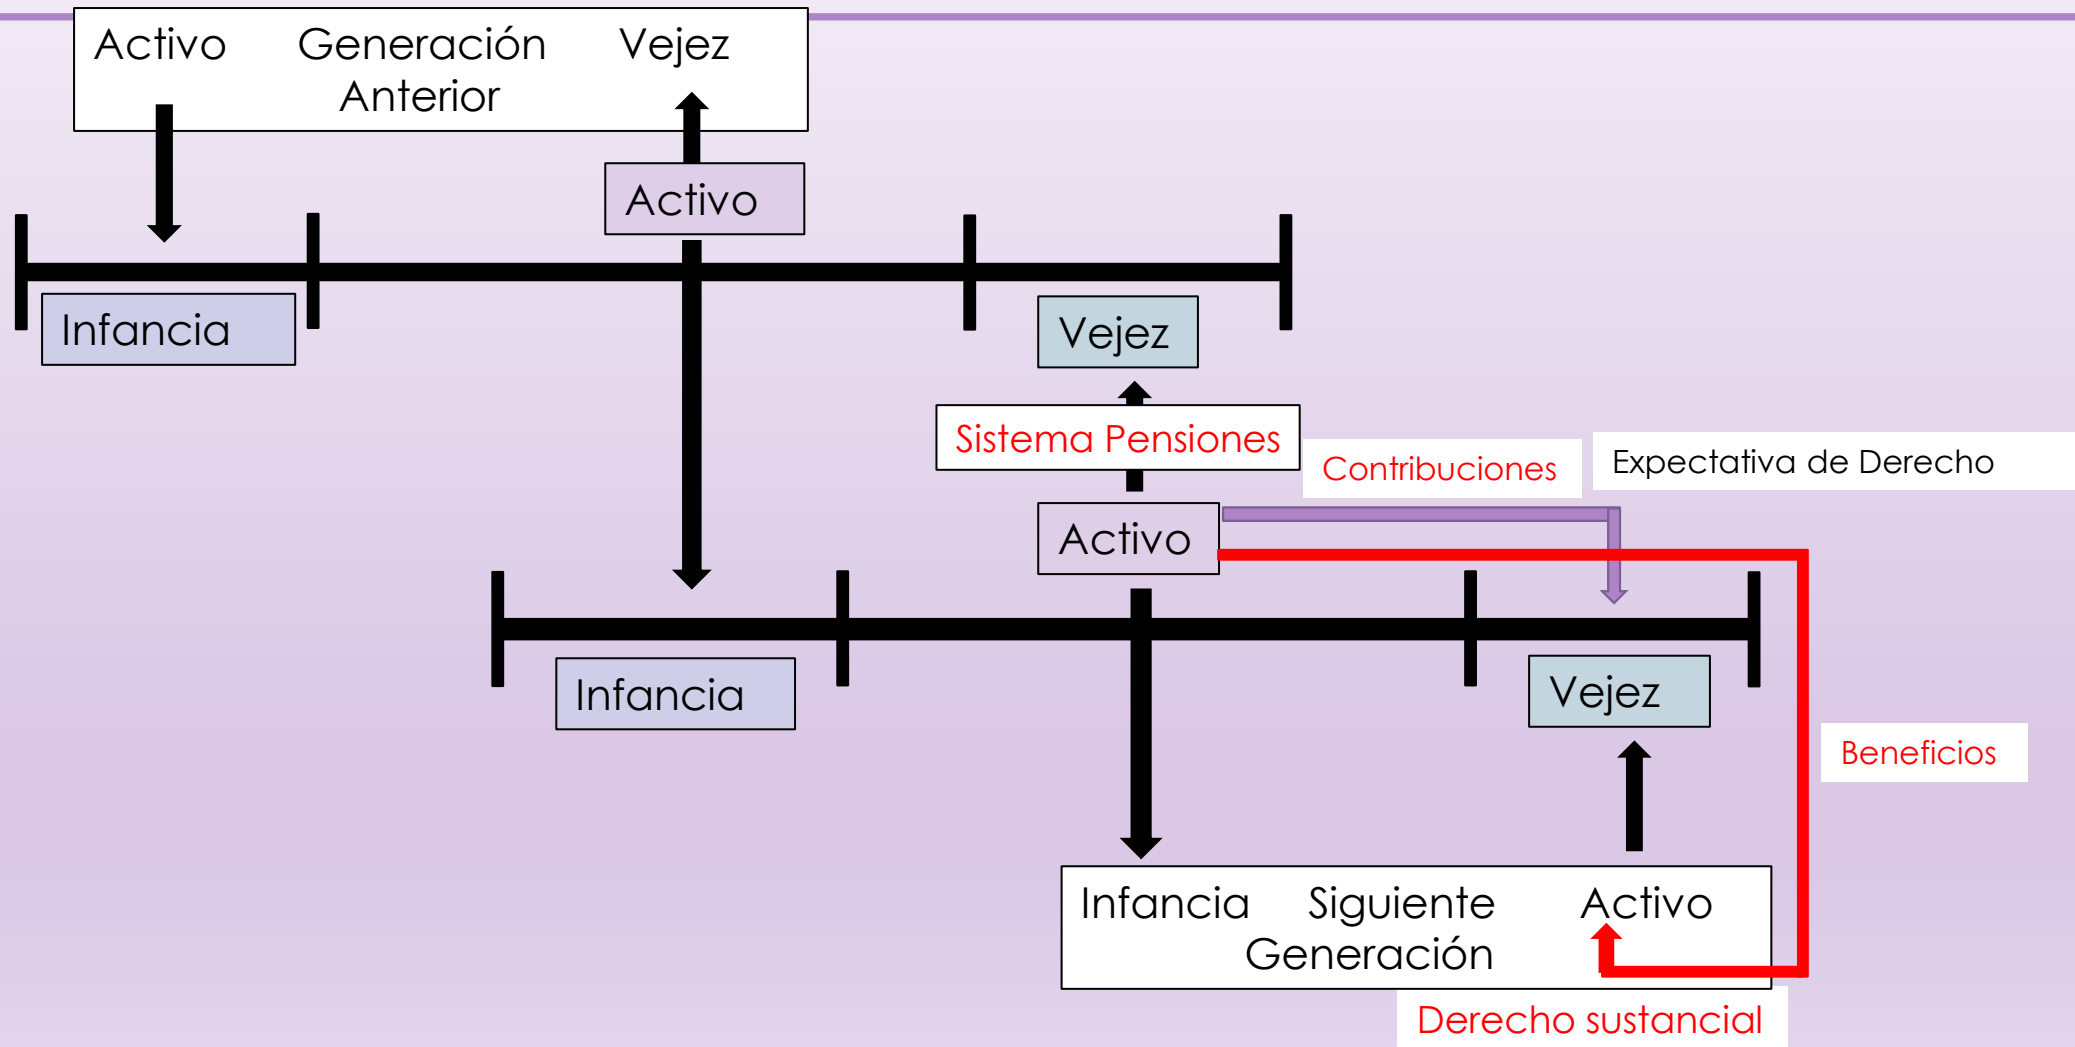 Activo Generación Vejez
Anterior
Activo
Infancia
Vejez
Sistema Pensiones
Contribuciones
Expectativa de Derecho
Activo
Infancia
Vejez
Beneficios
Infancia Siguiente Activo
Generación
Derecho sustancial